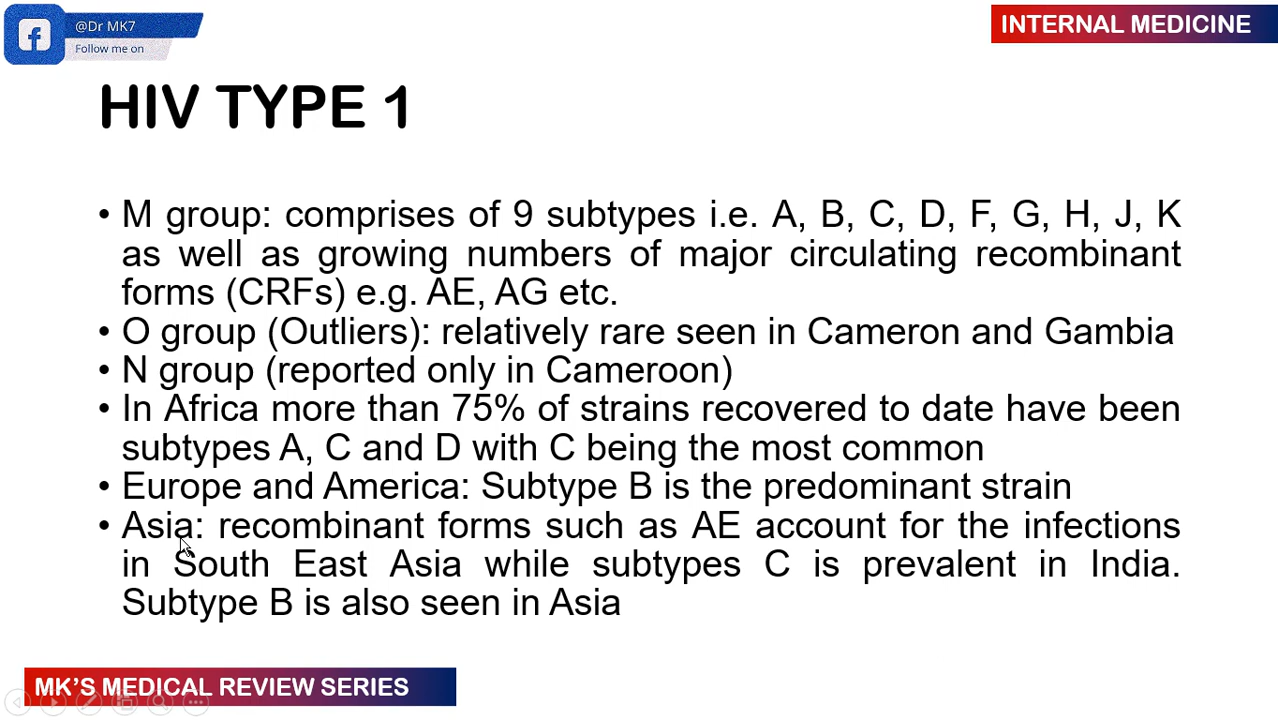 @Dr MK7
Follow me on
INTERNAL MEDICINE
HIV TYPE 1
• M group: comprises of 9 subtypes i.e. A, B, C, D, F, G, H, J, K
as well as growing numbers of major circulating recombinant
forms (CRFs) e.g. AE, AG etc.
• O group (Outliers): relatively rare seen in Cameron and Gambia
• N group (reported only in Cameroon)
• In Africa more than 75% of strains recovered to date have been
subtypes A, C and D with C being the most common
• Europe and America: Subtype B is the predominant strain
• Asia: recombinant forms such as AE account for the infections
in South East Asia while subtypes C is prevalent in India.
Subtype B is also seen in Asia
MK'S MEDICAL REVIEW SERIES